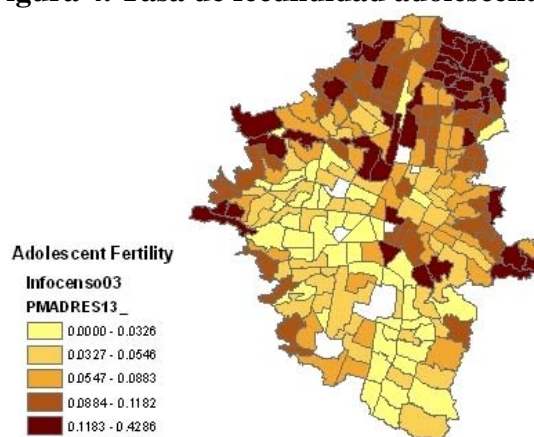 Adolescent Fertility
Infocenso03
PMADRES13_
0.0000 - 0.0326
0.0327 - 0.0546
0.0547 - 0.0883
0.0884 - 0.1182
0.1183 - 0.4286